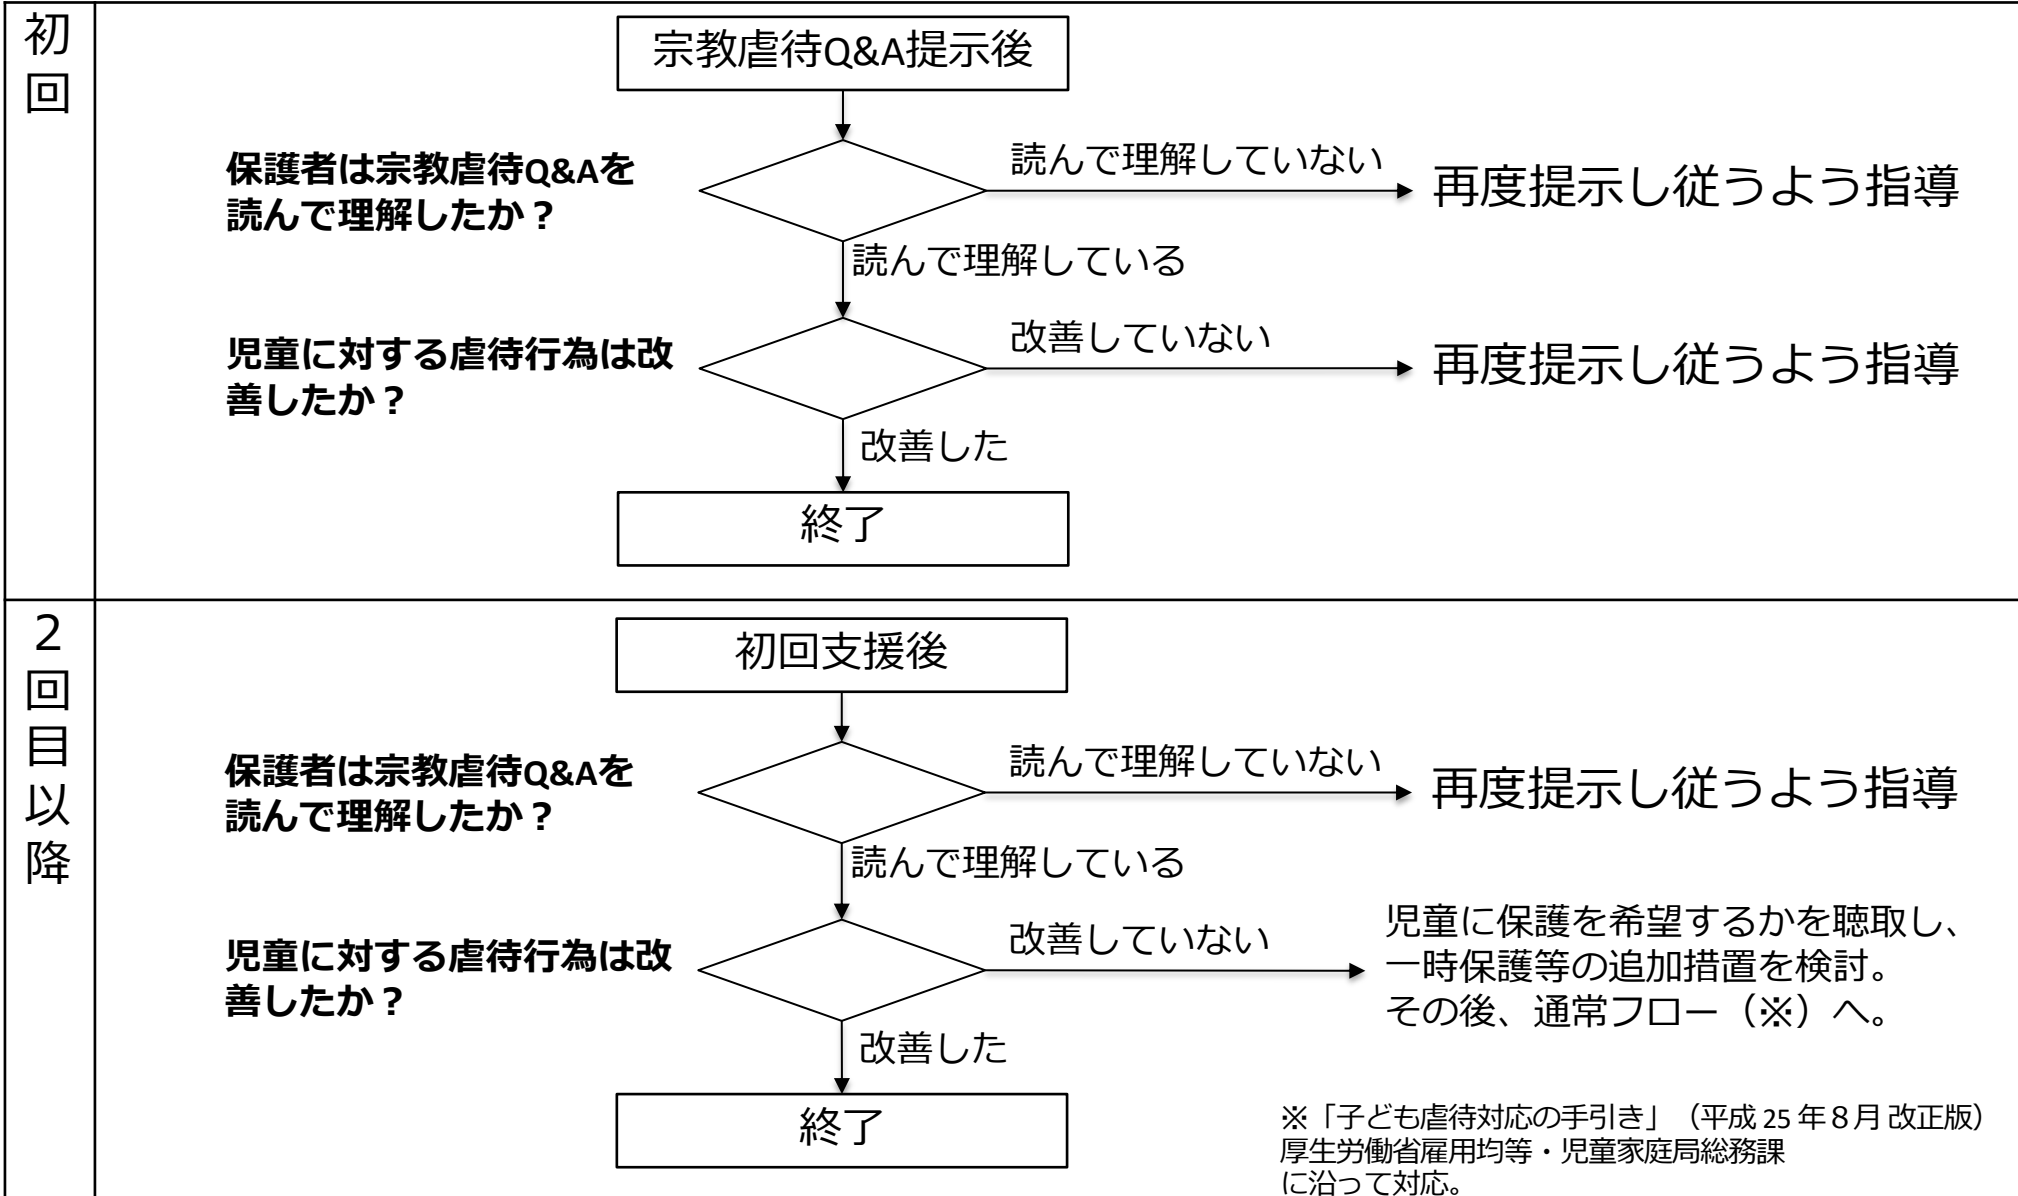 初
回
宗教虐待Q&A提示後
保護者は宗教虐待Q&Aを
読んで理解したか？
読んで理解していない
再度提示し従うよう指導
読んで理解している
児童に対する虐待行為は改
善したか？
改善していない
再度提示し従うよう指導
改善した
終了
２
回
目
以
降
初回支援後
保護者は宗教虐待Q&Aを
読んで理解したか？
読んで理解していない
再度提示し従うよう指導
読んで理解している
児童に対する虐待行為は改
善したか？
改善していない
児童に保護を希望するかを聴取し、
一時保護等の追加措置を検討。
その後、通常フロー（※）へ。
改善した
終了
※「子ども虐待対応の手引き」（平成 25 年８月 改正版）
厚生労働省雇用均等・児童家庭局総務課
に沿って対応。